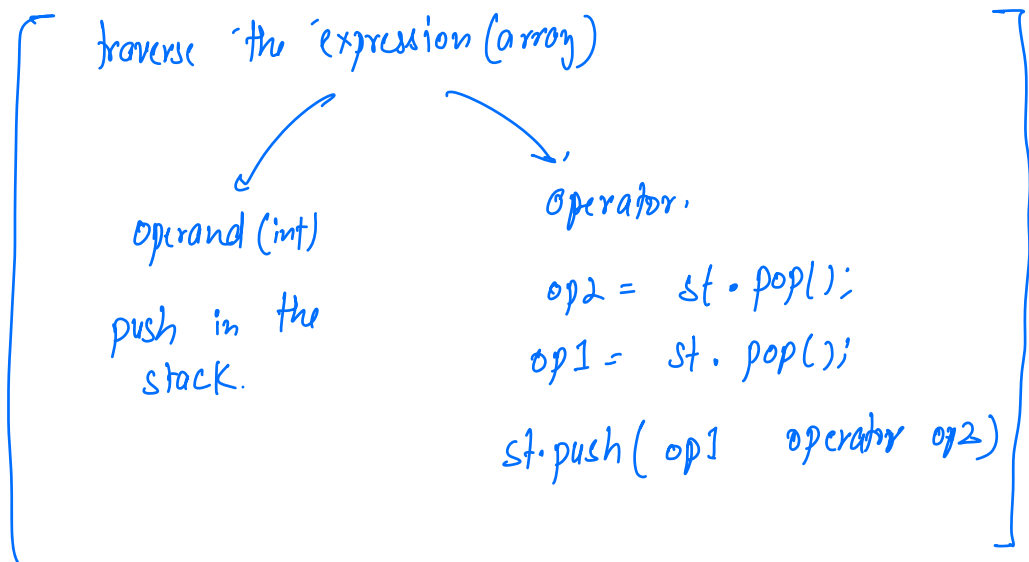 traverse the expression (array)
operand (int)
push in the
stack.
operator.
op2 = st. pop();
op1 = st. pop();
st.push( op1 operator op2)